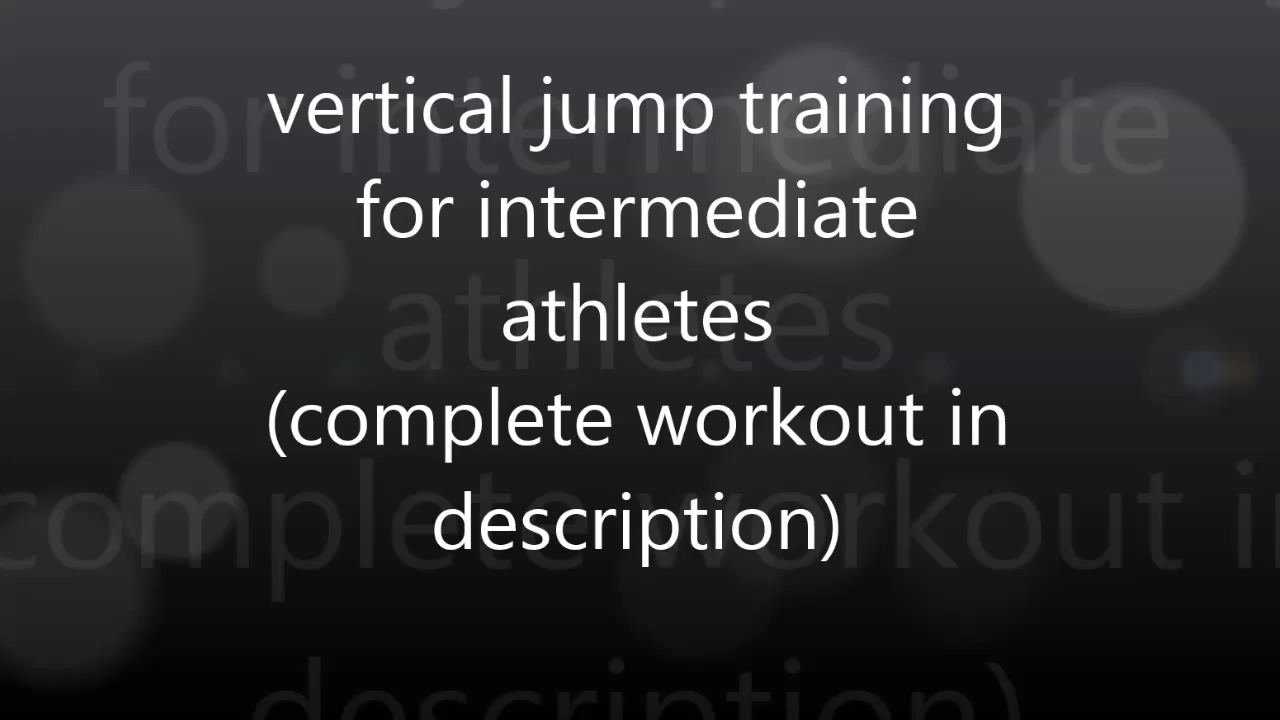 vertical jump training
for intermediate
athletes
(complete workout in
description)